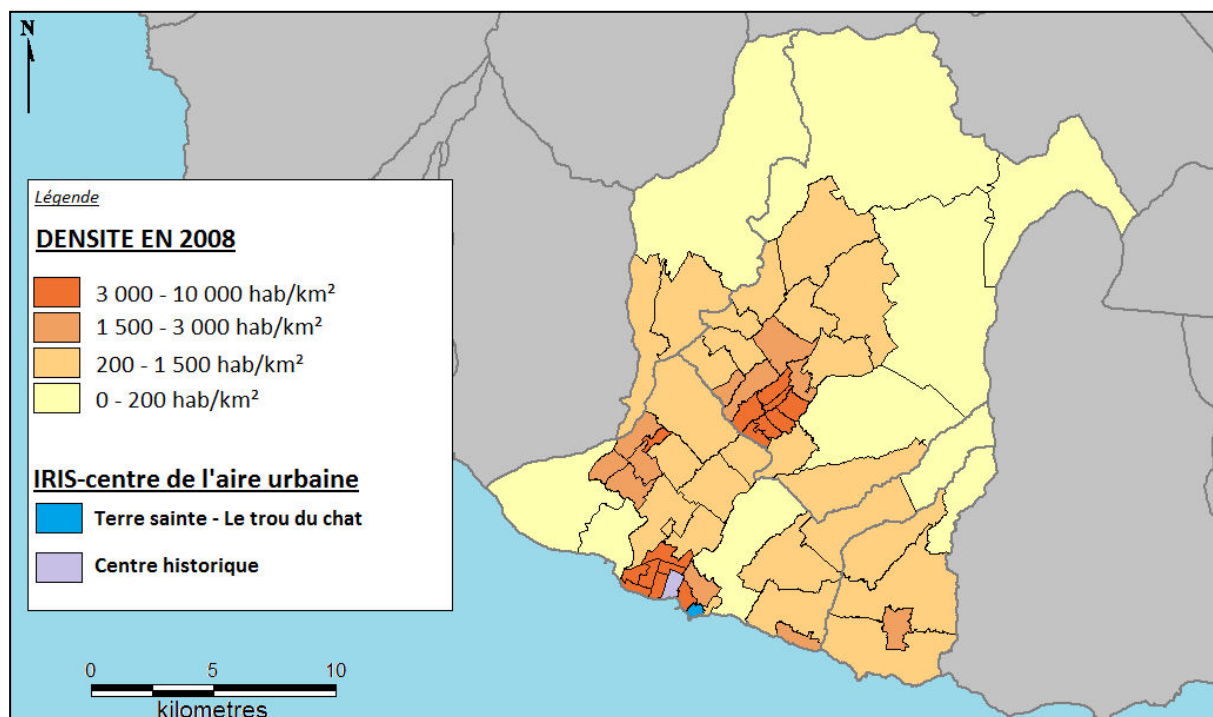 N
Légende
DENSITE EN 2008
3 000 - 10 000 hab/km²
1 500 - 3 000 hab/km²
200 - 1 500 hab/km²
0 - 200 hab/km²
IRIS-centre de l'aire urbaine
Terre sainte - Le trou du chat
Centre historique
0 5 10
kilometres